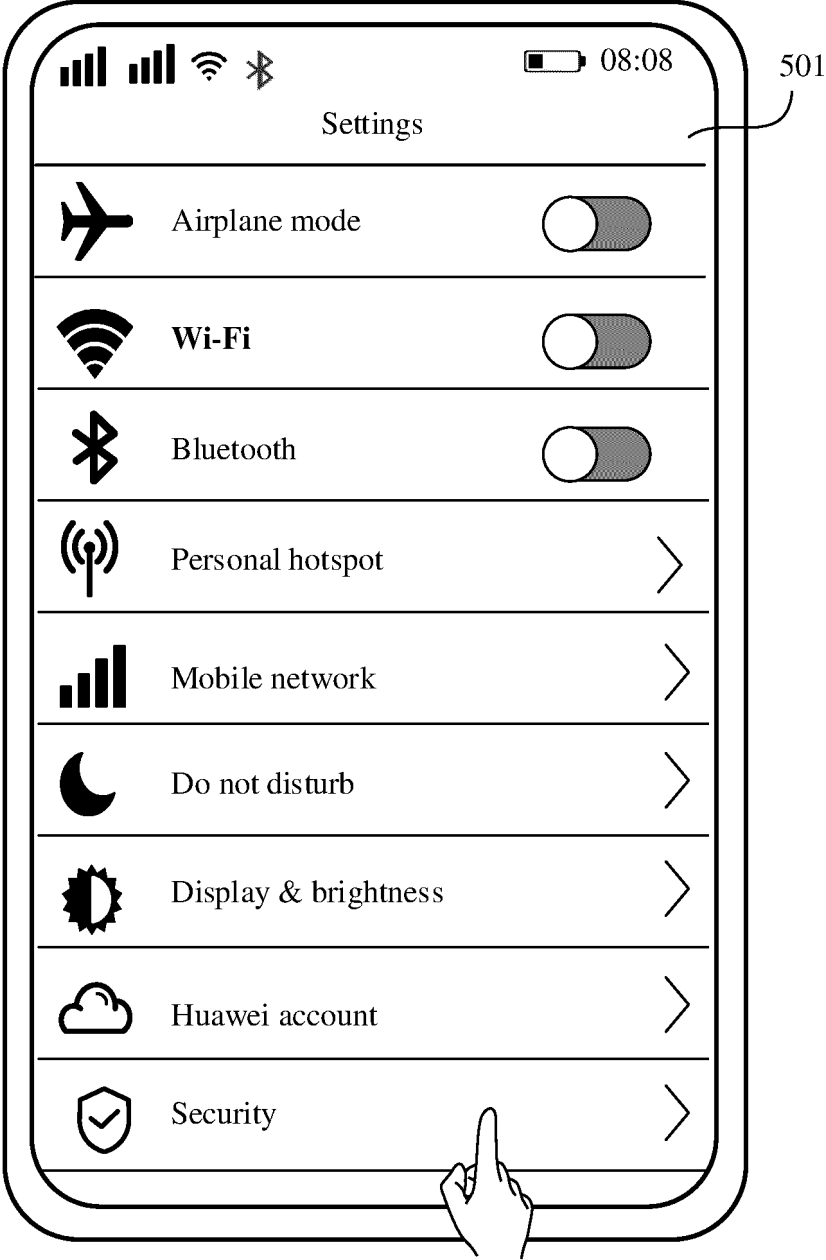 08:08
501
Settings
Airplane mode
Wi-Fi
Bluetooth
Personal hotspot
Mobile network
Do not disturb
Display & brightness
Huawei account
Security